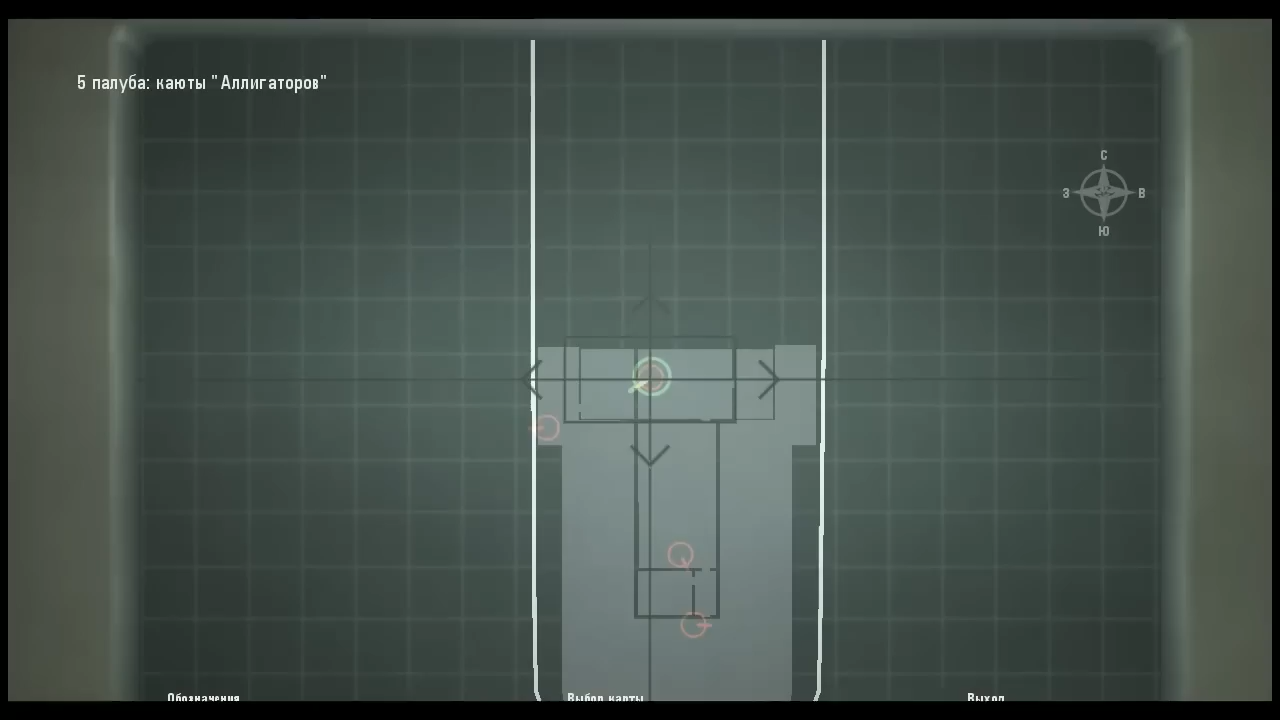 5 палуба: каюты "Аллигаторов"
С
З
В
Ю
Обозначения
Выбор карты
Выход